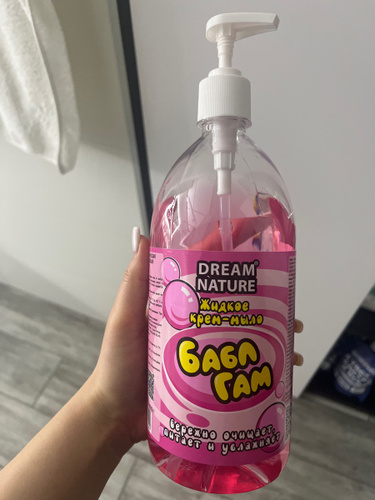 DREAM
NATURE®
Жидкое
крем-мыло
БАБЛ
ГАМ
Бережно очищает,
питает и увлажняет